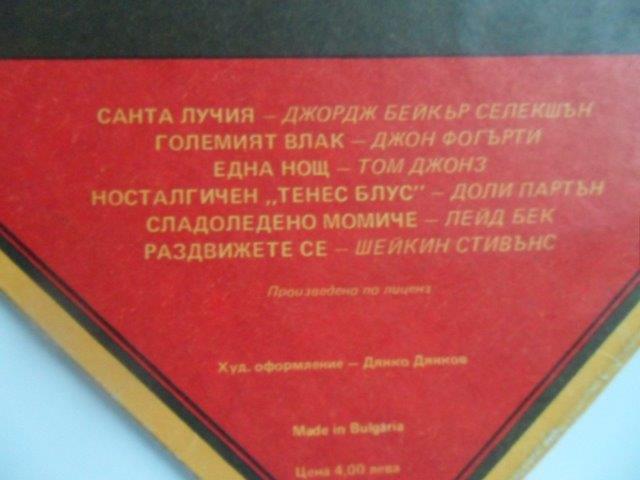 САНТА ЛУЧИЯ – ДЖОРДЖ БЕЙКЪР СЕЛЕКШЪН
ГОЛЕМИЯТ ВЛАК – ДЖОН ФОГЪРТИ
ЕДНА НОЩ – ТОМ ДЖОНЗ
НОСТАЛГИЧЕН „ТЕНЕС БЛУС" – ДОЛИ ПАРТЪН
СЛАДОЛЕДЕНО МОМИЧЕ – ЛЕЙД БЕК
РАЗДВИЖЕТЕ СЕ – ШЕЙКИН СТИВЪНС
Произведено по лиценз
Худ. оформление – Дянко Дянков
Made in Bulgaria
Цена 4,00 лева